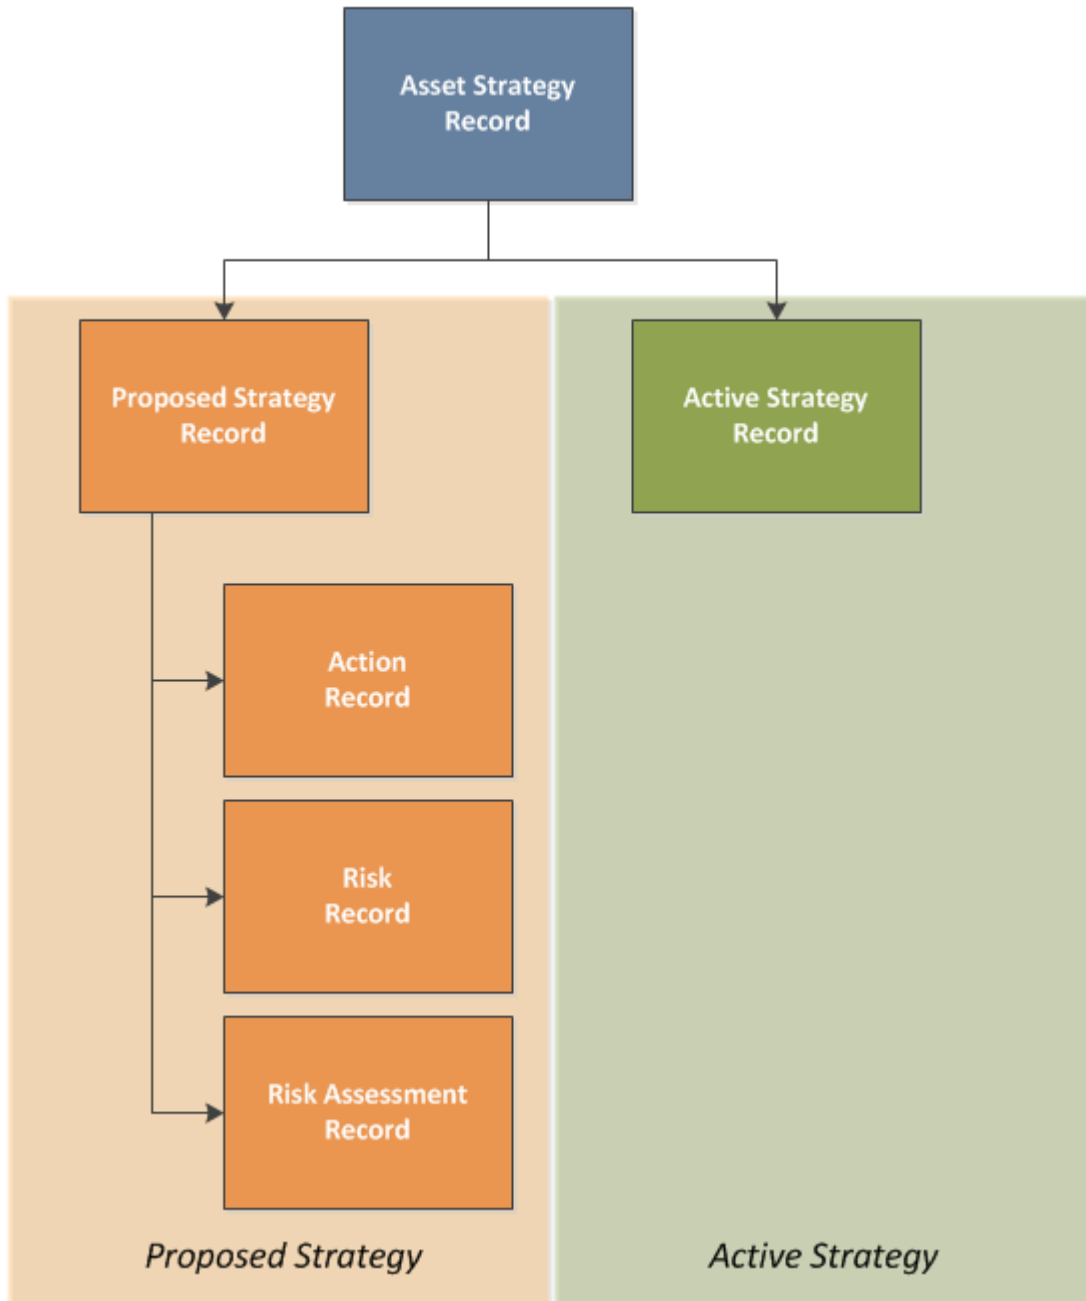 Asset Strategy
Record
Proposed Strategy
Record
Active Strategy
Record
Action
Record
Risk
Record
Risk Assessment
Record
Proposed Strategy
Active Strategy